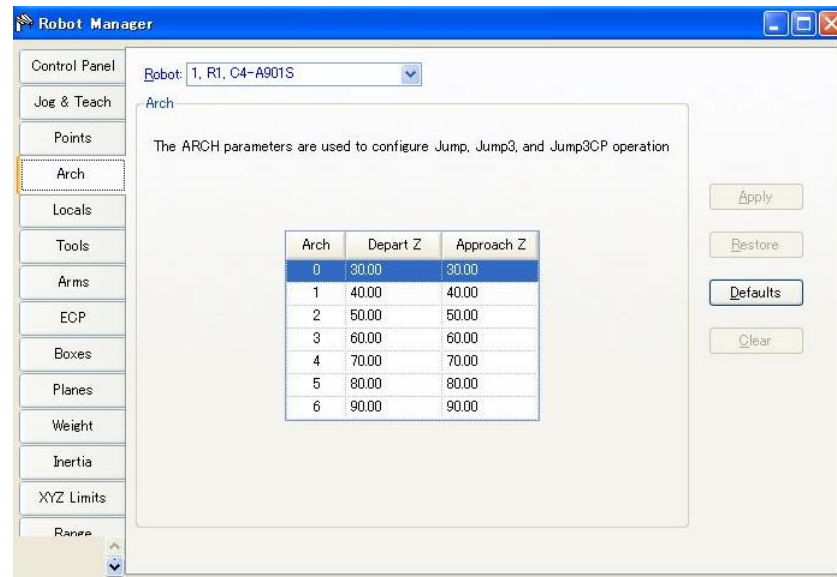 Robot Manager
Control Panel
Jog & Teach
Points
Arch
Locals
Tools
Arms
ECP
Boxes
Planes
Weight
Inertia
XYZ Limits
Range
Robot: 1, R1, C4-A901S
Arch
The ARCH parameters are used to configure Jump, Jump3, and Jump3CP operation
Arch Depart Z Approach Z
0 30.00 30.00
1 40.00 40.00
2 50.00 50.00
3 60.00 60.00
4 70.00 70.00
5 80.00 80.00
6 90.00 90.00
Apply
Restore
Defaults
Clear